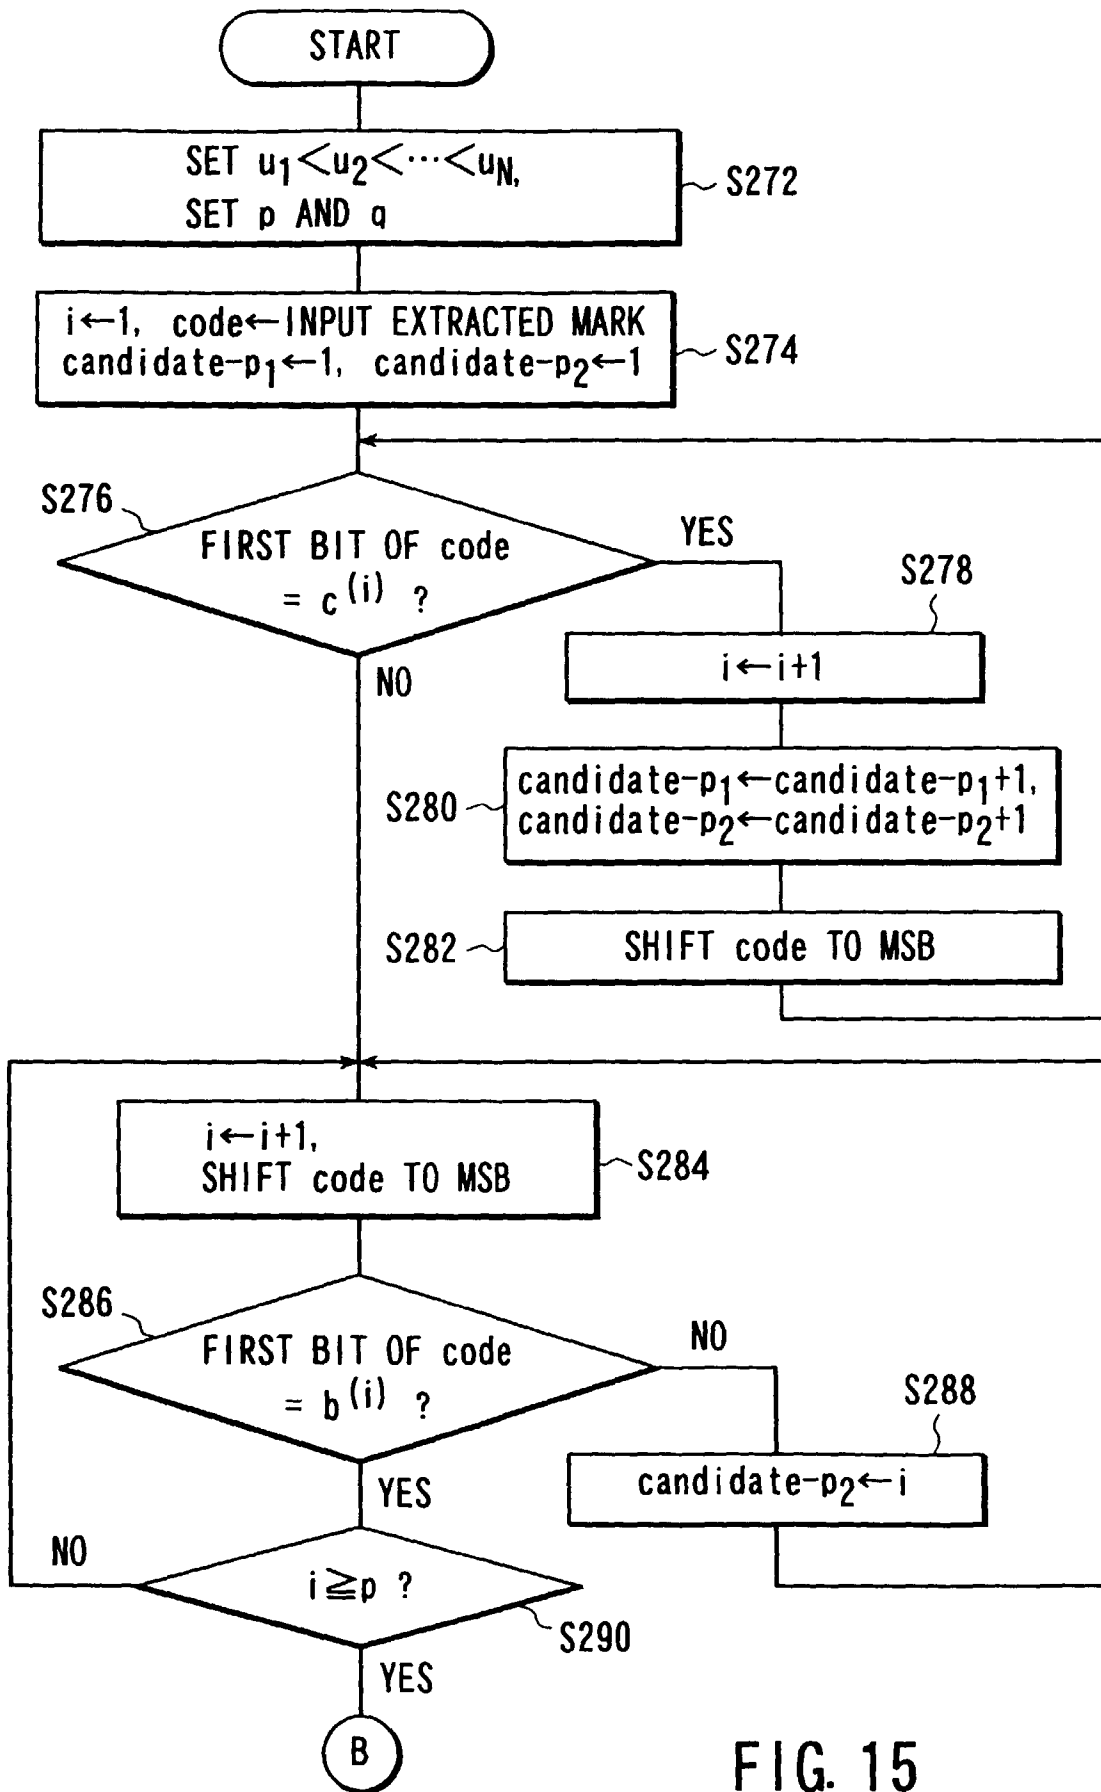 START
SET u1<u2<···<uN,
SET p AND q
S272
i←1, code←INPUT EXTRACTED MARK
candidate-p1←1, candidate-p2←1
S274
S276
FIRST BIT OF code
= c(i) ?
YES
NO
S278
i←i+1
S280
candidate-p1←candidate-p1+1,
candidate-p2←candidate-p2+1
S282
SHIFT code TO MSB
i←i+1,
SHIFT code TO MSB
S284
S286
FIRST BIT OF code
= b(i) ?
NO
YES
S288
candidate-p2←i
NO
i≧p ?
S290
YES
B
FIG. 15